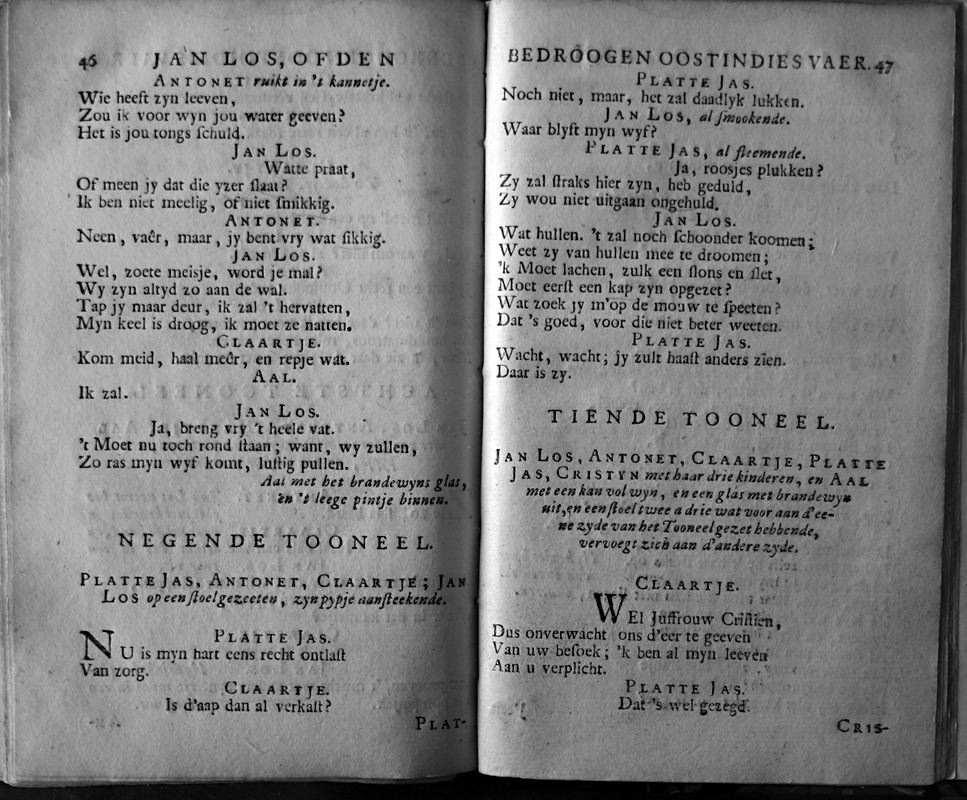 46 JAN LOS, OF DEN
ANTONET ruikt in 't kannetje.
Wie heeft zyn leeven,
Zou ik voor wyn jou water geeven?
Het is jou tongs ſchuld.
JAN LOS.
Watte praat,
Of meen jy dat die yzer ſlaat?
Ik ben niet meelig, of niet ſmikkig.
ANTONET.
Neen, vaêr, maar, jy bent vry wat ſikkig.
JAN LOS.
Wel, zoete meisje, word je mal?
Wy zyn altyd zo aan de wal.
Tap jy maar deur, ik zal 't hervatten,
Myn keel is droog, ik moet ze natten.
CLAARTJE.
Kom meid, haal meêr, en repje wat.
AAL.
Ik zal.
JAN LOS.
Ja, breng vry 't heele vat.
't Moet nu toch rond ſtaan; want, wy zullen,
Zo ras myn wyf komt, luſtig pullen.
Aal met het brandewyns glas,
en 't leege pintje binnen.
NEGENDE TOONEEL.
PLATTE JAS, ANTONET, CLAARTJE; JAN
LOS op een ſtoel gezeeten, zyn pypje aanſteekende.
PLATTE JAS.
NU is myn hart eens recht ontlaſt
Van zorg.
CLAARTJE.
Is d'aap dan al verkaſt?
PLAT-
BEDROOGEN OOSTINDIES VAER. 47
PLATTE JAS.
Noch niet, maar, het zal daadlyk lukken.
JAN LOS, al ſmookende.
Waar blyft myn wyf?
PLATTE JAS, al fleemende.
Ja, roosjes plukken?
Zy zal ſtraks hier zyn, heb geduld,
Zy wou niet uitgaan ongehuld.
JAN LOS.
Wat hullen. 't zal noch ſchoonder koomen;
Weet zy van hullen mee te droomen;
'k Moet lachen, zulk een ſlons en ſlet,
Moet eerſt een kap zyn opgezet?
Wat zoek jy m'op de mouw te ſpeeten?
Dat 's goed, voor die niet beter weeten.
PLATTE JAS.
Wacht, wacht; jy zult haaſt anders zien.
Daar is zy.
TIENDE TOONEEL.
JAN LOS, ANTONET, CLAARTJE, PLATTE
JAS, CRISTYN met haar drie kinderen, en AAL
met een kan vol wyn, en een glas met brandewyn
uit, en een ſtoel twee a drie wat voor aan d'ee-
ne zyde van het Tooneel gezet hebbende,
vervoegt zich aan d'andere zyde.
CLAARTJE.
WEl Juffrouw Criſtien,
Dus onverwacht ons d'eer te geeven
Van uw beſoek; 'k ben al myn leeven
Aan u verplicht.
PLATTE JAS.
Dat 's wel gezegd.
CRIS-